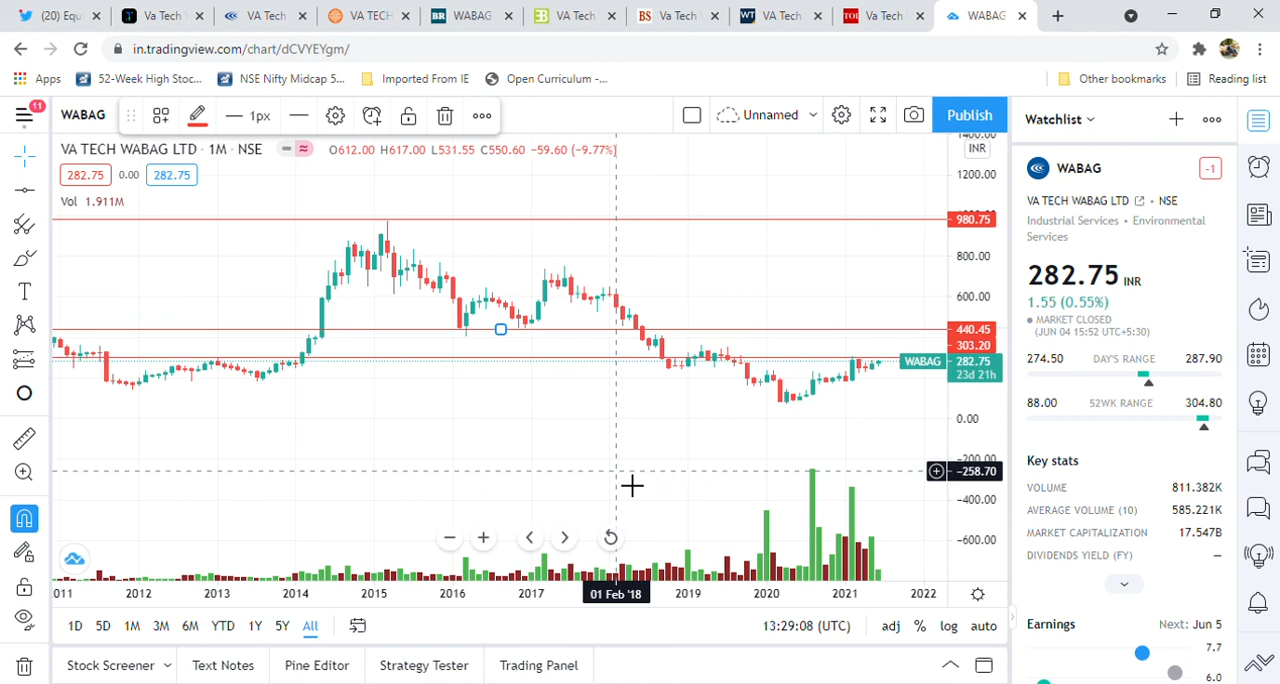 (20) Equ
Va Tech
VA Tech
VA TECH
BR WABAG
Va Tech
BS Va Tech
WT Va Tech
TOI Va Tech
WABAG
in.tradingview.com/chart/dCVYEYgm/
Apps
52-Week High Stoc...
NSE Nifty Midcap 5...
Imported From IE
Open Curriculum -...
Other bookmarks
Reading list
11
WABAG
1px
Unnamed
Publish
Watchlist
VA TECH WABAG LTD · 1M · NSE
O612.00 H617.00 L531.55 C550.60 −59.60 (−9.77%)
282.75 0.00 282.75
Vol 1.911M
1400.00
INR
1200.00
980.75
800.00
600.00
440.45
303.20
WABAG 282.75
23d 21h
0.00
−258.70
−400.00
−600.00
011 2012 2013 2014 2015 2016 2017 01 Feb '18 2019 2020 2021 2022
1D 5D 1M 3M 6M YTD 1Y 5Y All
13:29:08 (UTC)
adj % log auto
Stock Screener
Text Notes
Pine Editor
Strategy Tester
Trading Panel
WABAG
-1
VA TECH WABAG LTD · NSE
Industrial Services • Environmental
Services
282.75 INR
1.55 (0.55%)
MARKET CLOSED
(JUN 04 15:52 UTC+5:30)
274.50 DAY'S RANGE 287.90
88.00 52WK RANGE 304.80
Key stats
VOLUME 811.382K
AVERAGE VOLUME (10) 585.221K
MARKET CAPITALIZATION 17.547B
DIVIDENDS YIELD (FY) —
Earnings Next: Jun 5
7.7
6.0